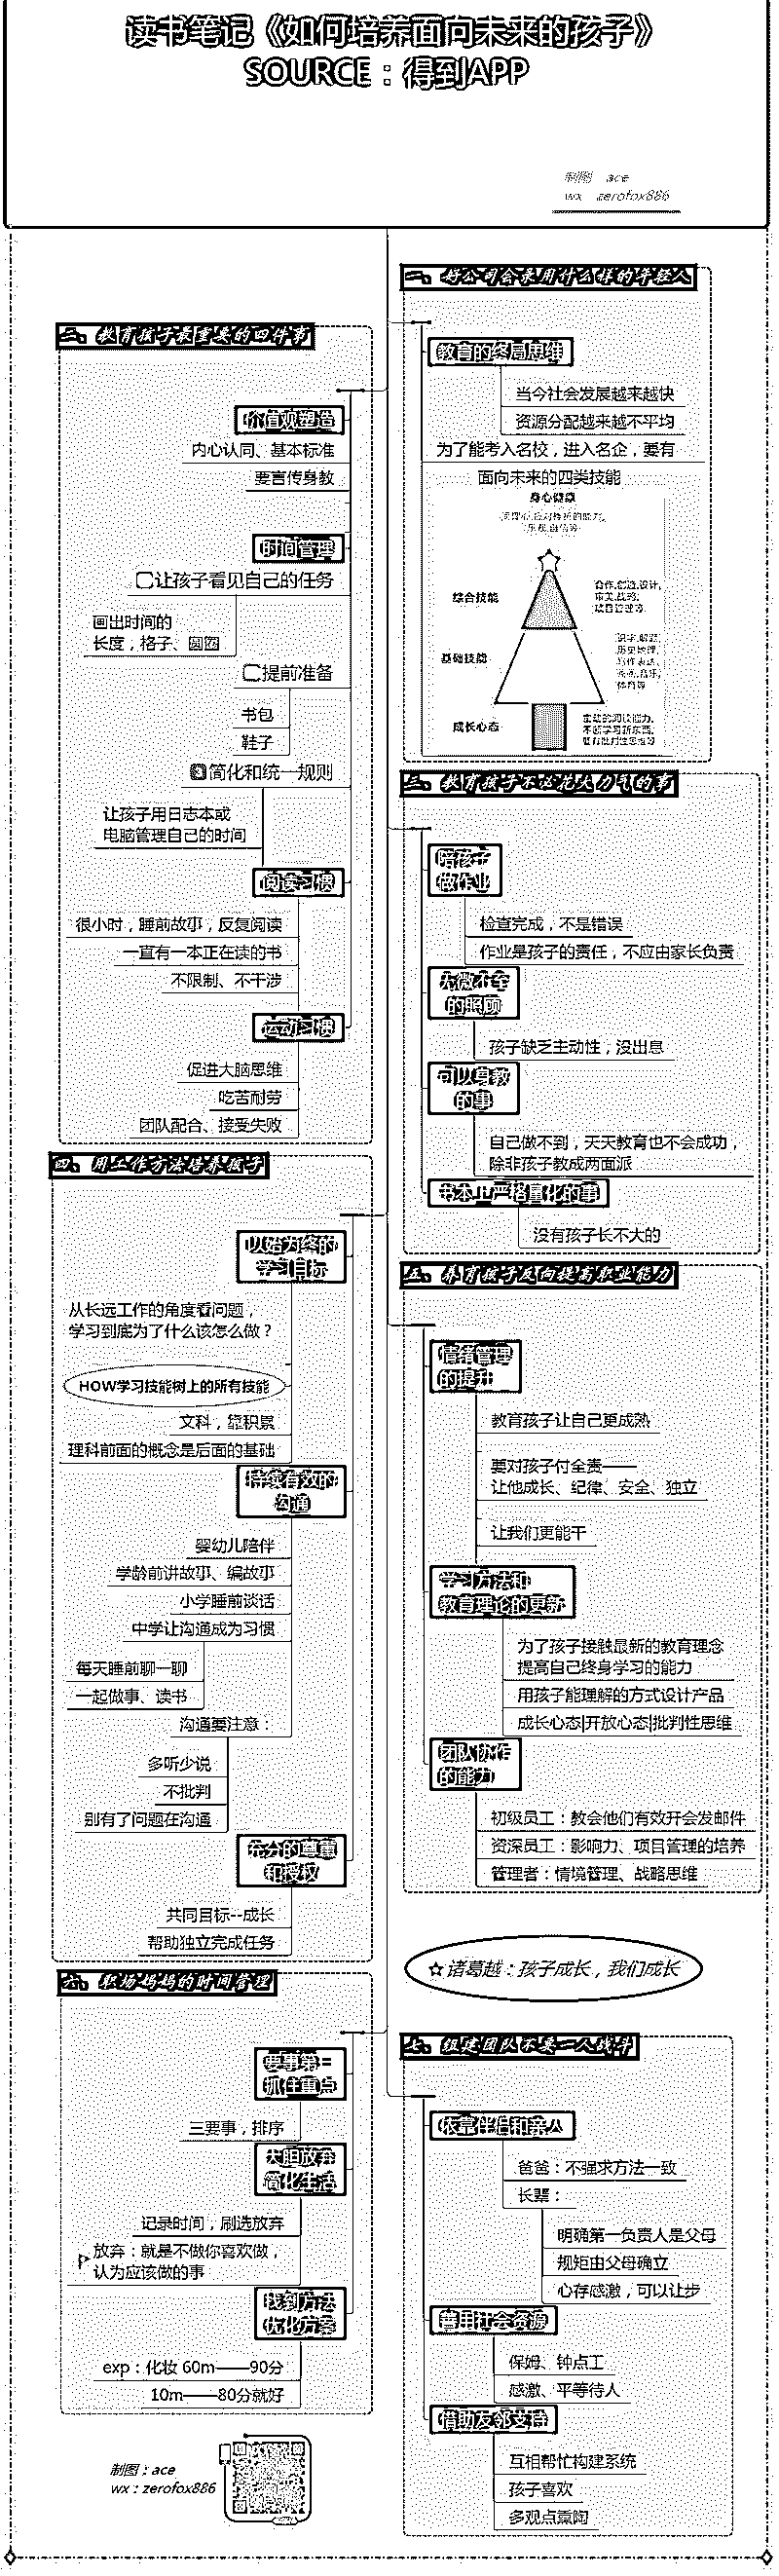 读书笔记《如何培养面向未来的孩子》
SOURCE：得到APP
制图 ace
wx zerofox886
一、好公司会录用什么样的年轻人
教育的终局思维
当今社会发展越来越快
资源分配越来越不平均
为了能考入名校，进入名企，要有
面向未来的四类技能
身心健康
综合技能
合作,创造,设计,
审美,战略,
项目管理等
基础技能
识字,解题,
历史地理,
写作表达,
绘画,音乐,
体育等
成长心态
二、教育孩子最重要的四件事
价值观塑造
内心认同、基本标准
要言传身教
时间管理
让孩子看见自己的任务
画出时间的
长度，格子、圆圈
提前准备
书包
鞋子
简化和统一规则
让孩子用日志本或
电脑管理自己的时间
阅读习惯
很小时，睡前故事，反复阅读
一直有一本正在读的书
不限制、不干涉
运动习惯
促进大脑思维
吃苦耐劳
团队配合、接受失败
三、教育孩子不必花大力气的事
陪孩子
做作业
检查完成，不是错误
作业是孩子的责任，不应由家长负责
无微不至
的照顾
孩子缺乏主动性，没出息
可以身教
的事
自己做不到，天天教育也不会成功，
除非孩子教成两面派
书本上严格量化的事
没有孩子长不大的
四、用工作方法培养孩子
以始为终的
学习目标
从长远工作的角度看问题，
学习到底为了什么该怎么做？
HOW学习技能树上的所有技能
文科，靠积累
理科前面的概念是后面的基础
持续有效的
沟通
婴幼儿陪伴
学龄前讲故事、编故事
小学睡前谈话
中学让沟通成为习惯
每天睡前聊一聊
一起做事、读书
沟通要注意：
多听少说
不批判
别有了问题在沟通
充分的尊重
和授权
共同目标--成长
帮助独立完成任务
五、养育孩子反向提高职业能力
情绪管理
的提升
教育孩子让自己更成熟
要对孩子付全责——
让他成长、纪律、安全、独立
让我们更能干
学习方法和
教育理论的更新
为了孩子接触最新的教育理念
提高自己终身学习的能力
用孩子能理解的方式设计产品
成长心态|开放心态|批判性思维
团队协作
的能力
初级员工：教会他们有效开会发邮件
资深员工：影响力、项目管理的培养
管理者：情境管理、战略思维
诸葛越：孩子成长，我们成长
六、职场妈妈的时间管理
要事第一
抓住重点
三要事，排序
大胆放弃
简化生活
记录时间，刷选放弃
放弃：就是不做你喜欢做，
认为应该做的事
找到方法
优化方案
exp：化妆 60m——90分
10m——80分就好
七、组建团队不要一人战斗
依靠伴侣和亲人
爸爸：不强求方法一致
长辈：
明确第一负责人是父母
规矩由父母确立
心存感激，可以让步
善用社会资源
保姆、钟点工
感激、平等待人
借助友邻支持
互相帮忙构建系统
孩子喜欢
多观点熏陶
制图：ace
wx：zerofox886